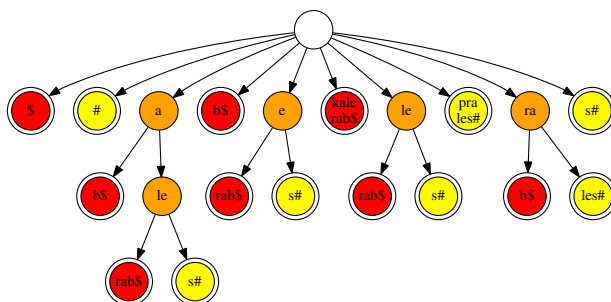 $ # a b$ e kale le pra ra s#
rab$ les#
b$ le rab$ s# rab$ s# b$ les#
rab$ s#